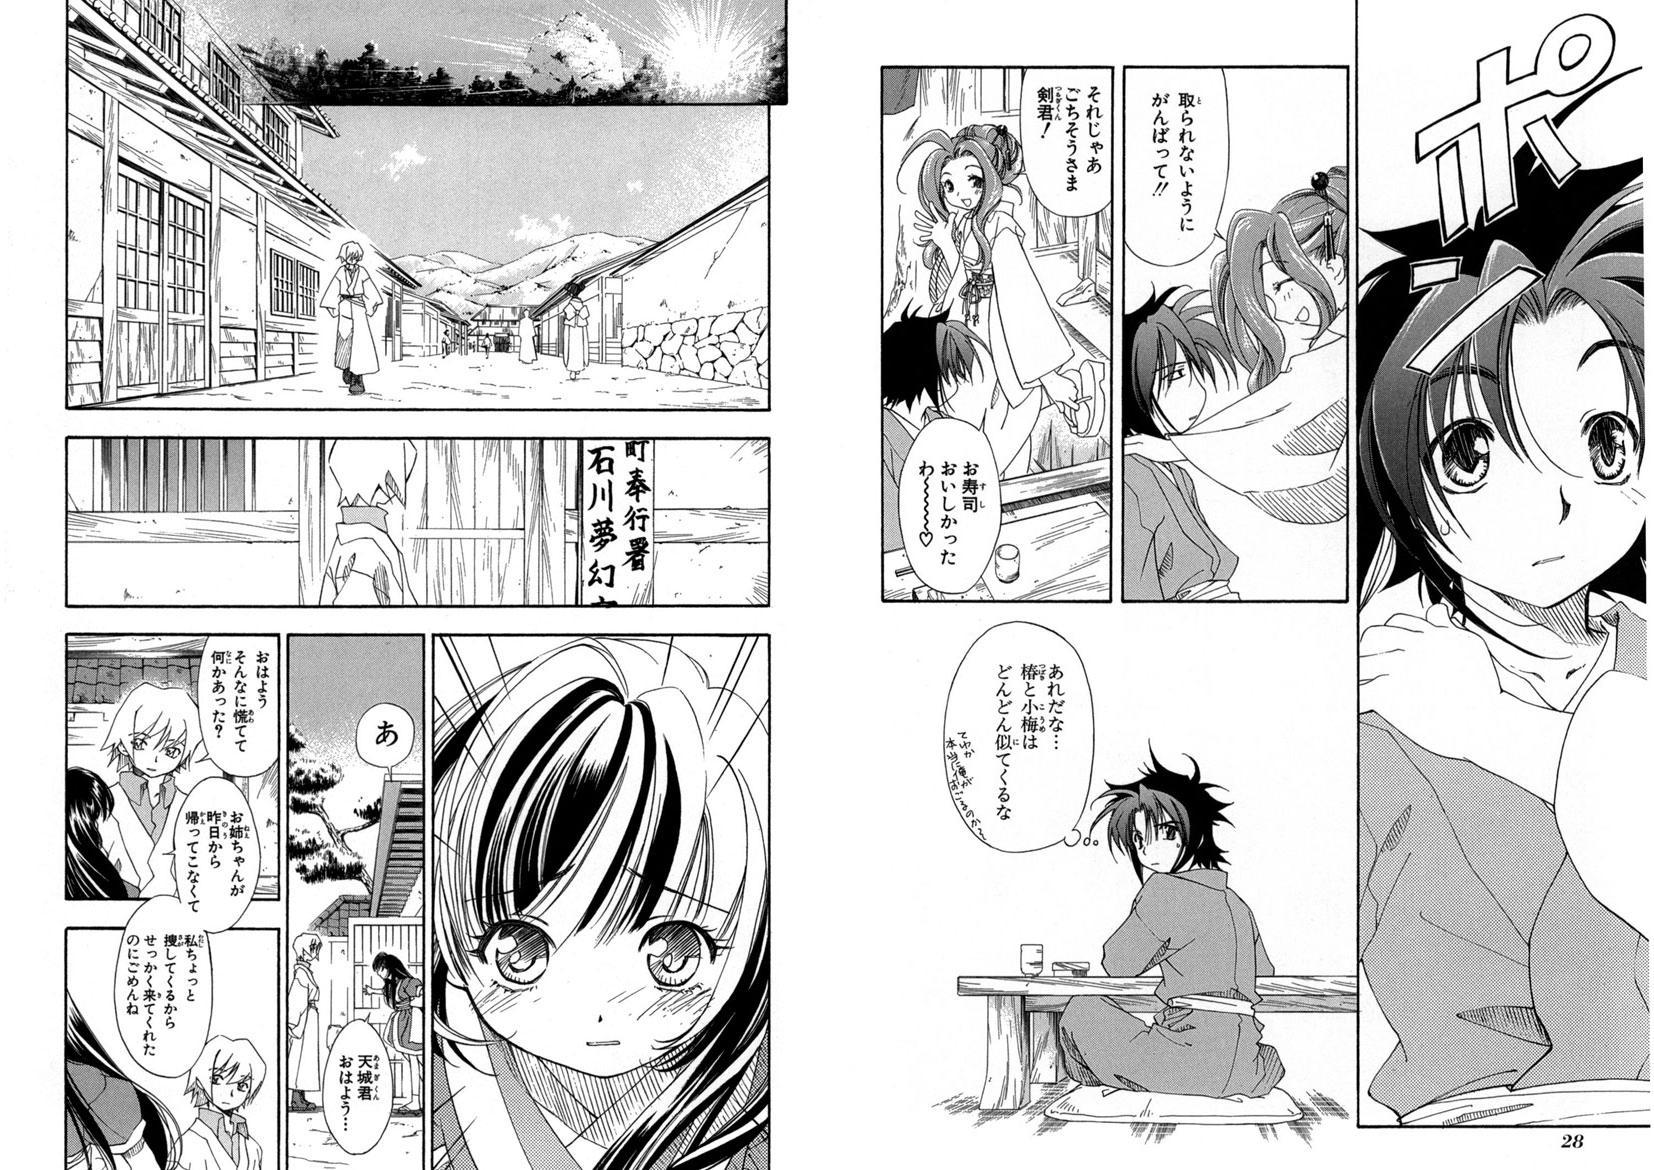 ポン
取られないように
がんばって!!
それじゃあ
ごちそうさま
剣君!
お寿司
おいしかった
わ〜〜〜〜♡
あれだな…
椿と小梅は
どんどん似てくるな
てゆか
本当に俺が
おごるのか…
28
町奉行署
石川夢幻
あ
天城君
おはよう…
おはよう
そんなに慌てて
何かあった?
お姉ちゃんが
昨日から
帰ってこなくて
私ちょっと
捜してくるから
せっかく来てくれた
のにごめんね